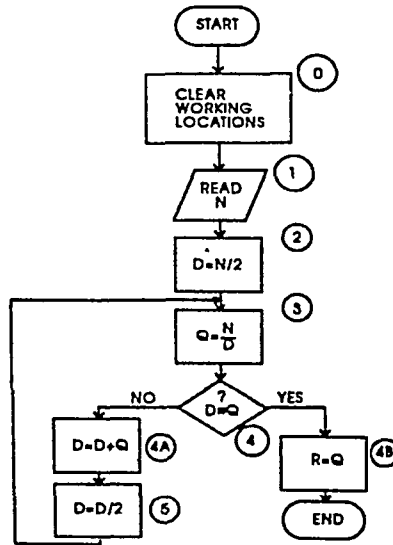 START
0
CLEAR
WORKING
LOCATIONS
1
READ
N
2
D=N/2
3
Q=N/D
?
D=Q
NO
YES
4
D=D+Q
4A
R=Q
4B
D=D/2
5
END